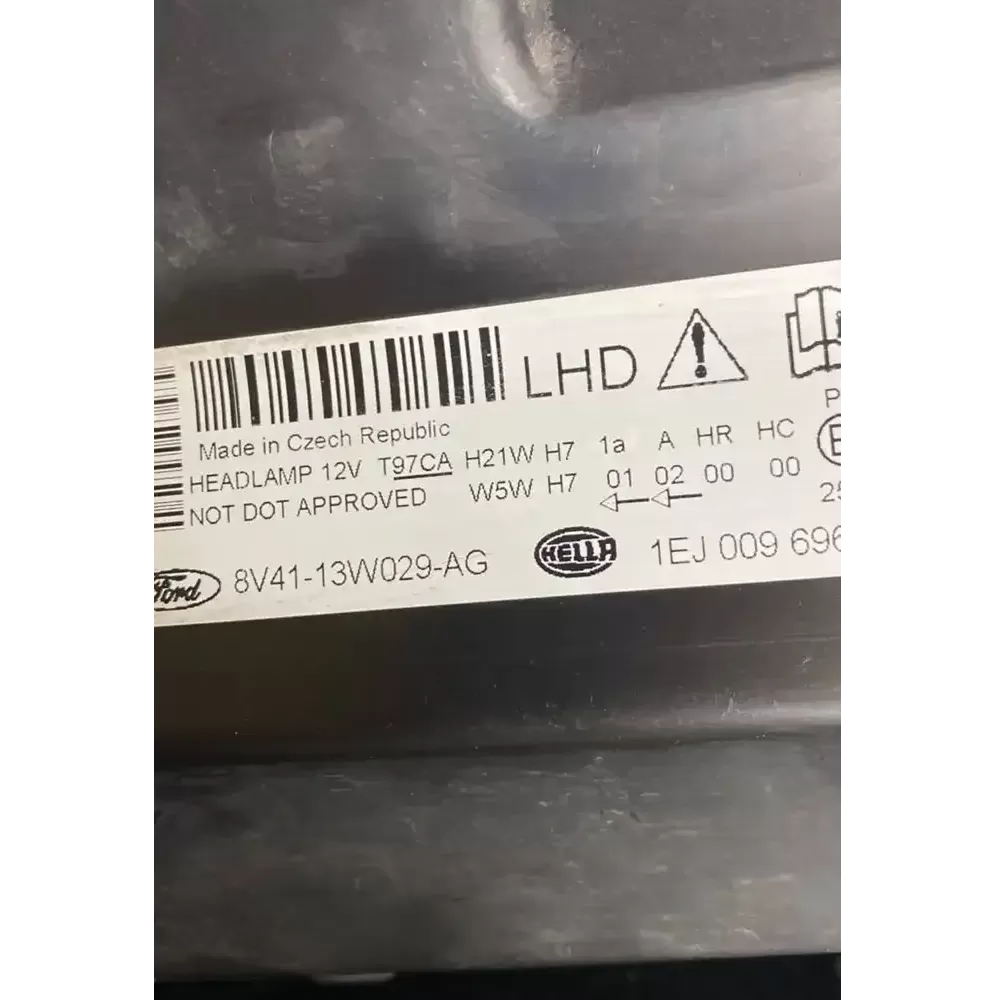 LHD
Made in Czech Republic
HEADLAMP 12V T97CA H21W H7 1a A HR HC
NOT DOT APPROVED W5W H7 01 02 00 00
Ford 8V41-13W029-AG HELLA 1EJ 009 696